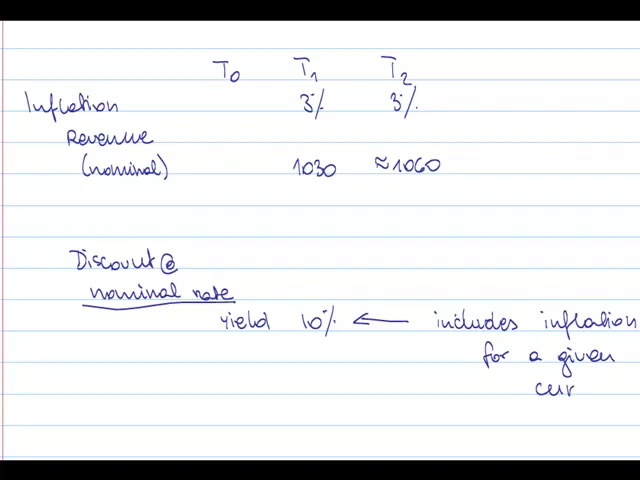 T0 T1 T2
Inflation 3% 3%
Revenue
(nominal) 1030 ≈1060
Discount @
nominal rate
yield 10% ← includes inflation
for a given
cur